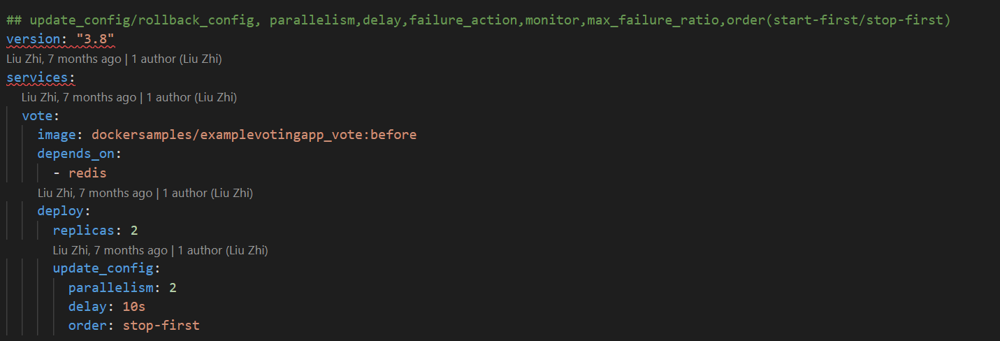 ## update_config/rollback_config, parallelism,delay,failure_action,monitor,max_failure_ratio,order(start-first/stop-first)
version: "3.8"
Liu Zhi, 7 months ago | 1 author (Liu Zhi)
services:
Liu Zhi, 7 months ago | 1 author (Liu Zhi)
vote:
image: dockersamples/examplevotingapp_vote:before
depends_on:
- redis
Liu Zhi, 7 months ago | 1 author (Liu Zhi)
deploy:
replicas: 2
Liu Zhi, 7 months ago | 1 author (Liu Zhi)
update_config:
parallelism: 2
delay: 10s
order: stop-first